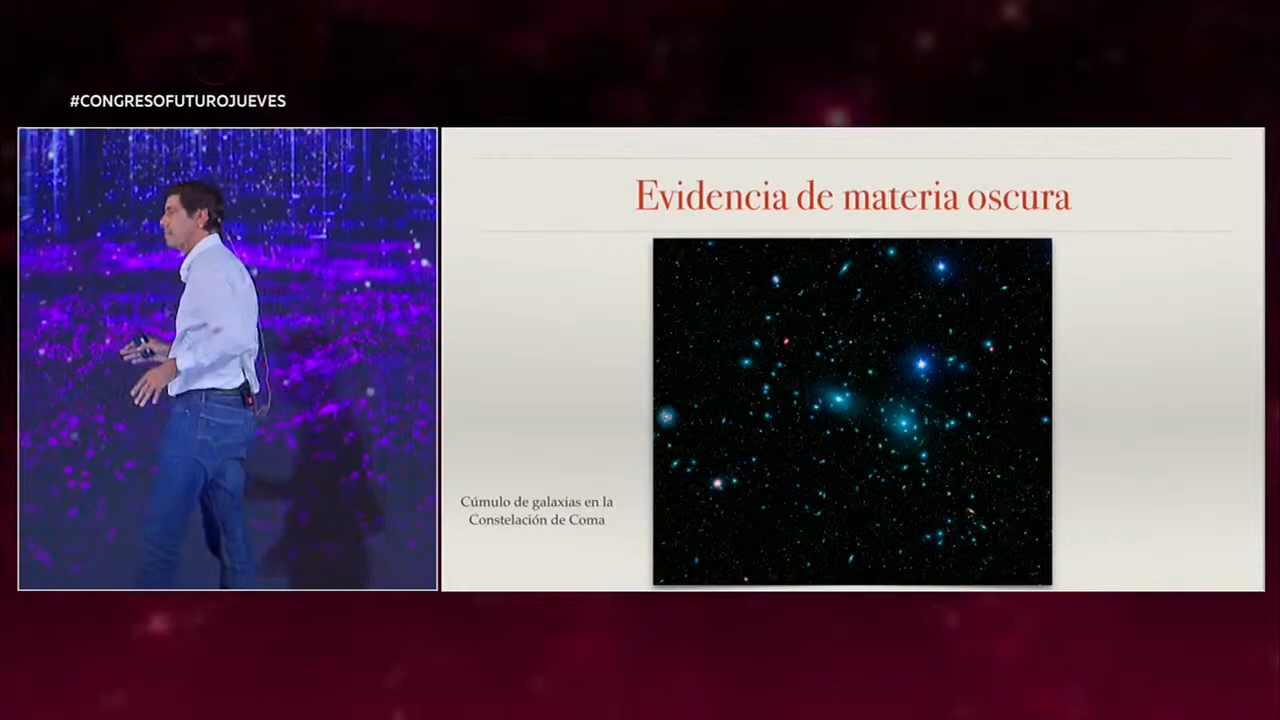 #CONGRESOFUTUROJUEVES
Evidencia de materia oscura
Cúmulo de galaxias en la
Constelación de Coma